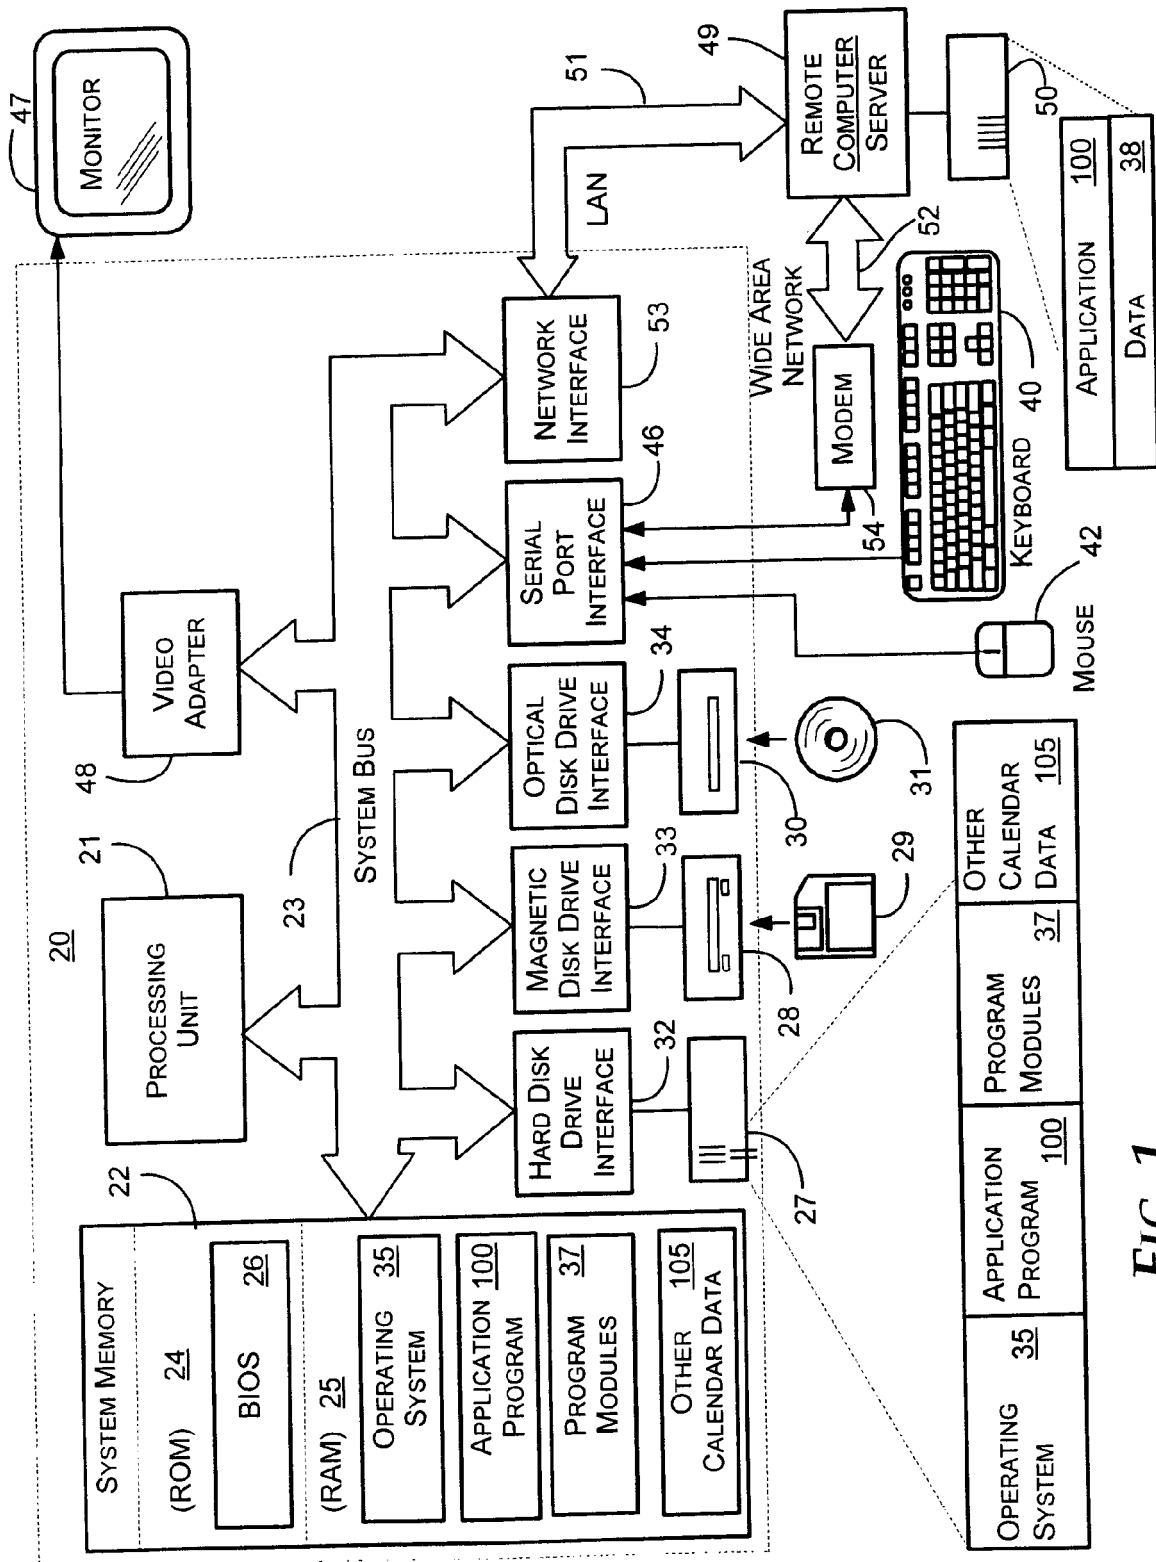 20
SYSTEM MEMORY
22
(ROM) 24
BIOS 26
(RAM) 25
OPERATING
SYSTEM 35
APPLICATION
PROGRAM 100
PROGRAM
MODULES 37
OTHER
CALENDAR DATA 105
PROCESSING
UNIT
21
VIDEO
ADAPTER
48
MONITOR
47
23
SYSTEM BUS
HARD DISK
DRIVE
INTERFACE
32
MAGNETIC
DISK DRIVE
INTERFACE
33
OPTICAL
DISK DRIVE
INTERFACE
34
SERIAL
PORT
INTERFACE
46
NETWORK
INTERFACE
53
LAN
51
27
28
29
30
31
MODEM
54
WIDE AREA
NETWORK
52
REMOTE
COMPUTER
SERVER
49
50
MOUSE
42
KEYBOARD
40
APPLICATION 100
DATA 38
OPERATING
SYSTEM 35
APPLICATION
PROGRAM 100
PROGRAM
MODULES 37
OTHER
CALENDAR
DATA 105
FIG. 1